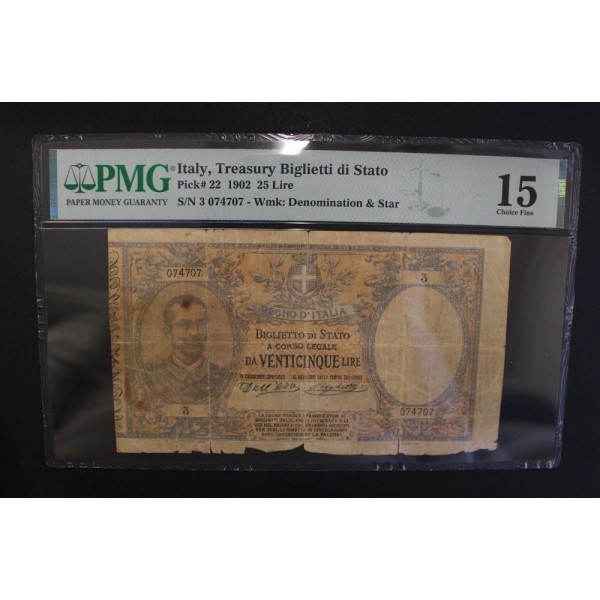 PMG
PAPER MONEY GUARANTY
Italy, Treasury Biglietti di Stato
Pick# 22 1902 25 Lire
S/N 3 074707 - Wmk: Denomination & Star
15
Choice Fine
074707
3
REGNO D'ITALIA
BIGLIETTO DI STATO
A CORSO LEGALE
DA VENTICINQUE LIRE
3
074707